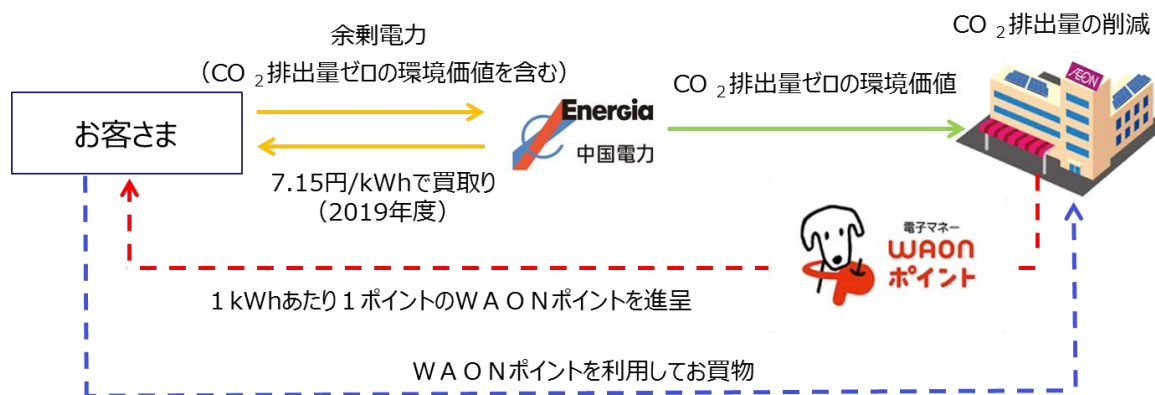 余剰電力
（CO ₂排出量ゼロの環境価値を含む）
CO ₂排出量の削減
CO ₂排出量ゼロの環境価値
ÆON
お客さま
Energia
中国電力
7.15円/kWhで買取り
（2019年度）
電子マネー
WAON
ポイント
１kWhあたり１ポイントのWＡＯＮポイントを進呈
WＡＯＮポイントを利用してお買物